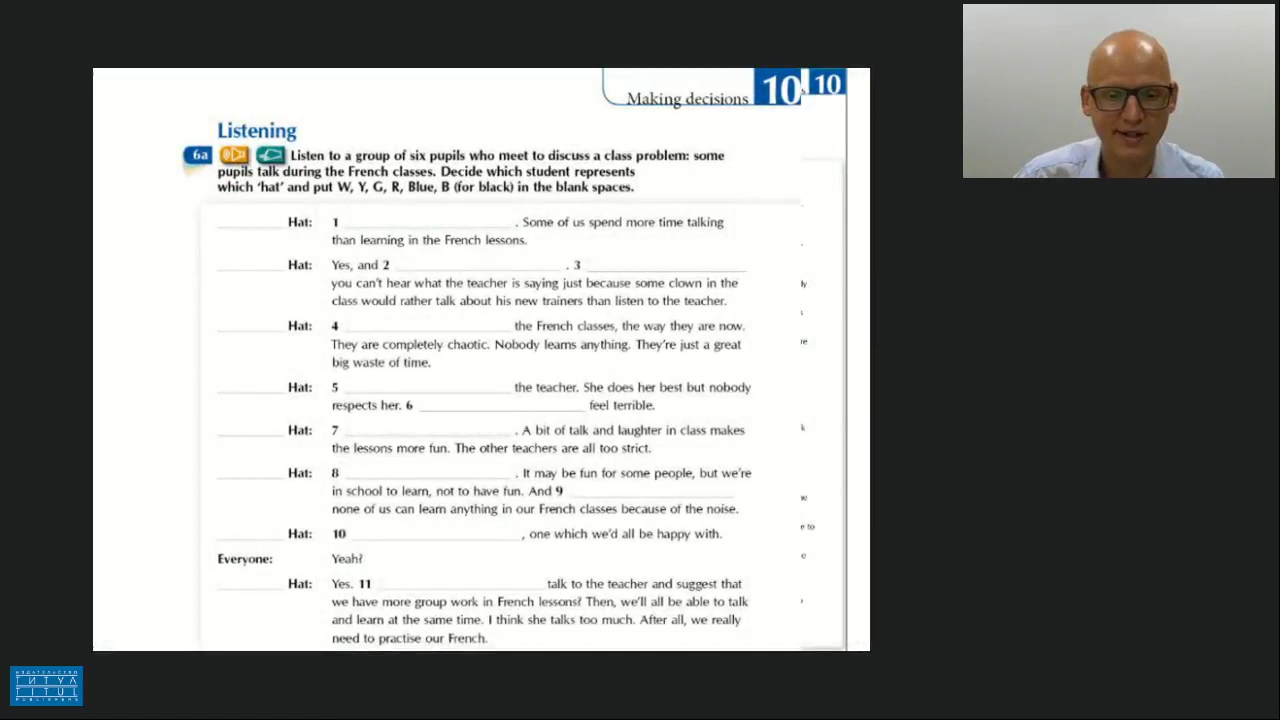 Making decisions 10 10
Listening
6a Listen to a group of six pupils who meet to discuss a class problem: some
pupils talk during the French classes. Decide which student represents
which 'hat' and put W, Y, G, R, Blue, B (for black) in the blank spaces.
Hat: 1 . Some of us spend more time talking
than learning in the French lessons.
Hat: Yes, and 2 . 3
you can't hear what the teacher is saying just because some clown in the
class would rather talk about his new trainers than listen to the teacher.
Hat: 4 the French classes, the way they are now.
They are completely chaotic. Nobody learns anything. They're just a great
big waste of time.
Hat: 5 the teacher. She does her best but nobody
respects her. 6 feel terrible.
Hat: 7 . A bit of talk and laughter in class makes
the lessons more fun. The other teachers are all too strict.
Hat: 8 . It may be fun for some people, but we're
in school to learn, not to have fun. And 9
none of us can learn anything in our French classes because of the noise.
Hat: 10 , one which we'd all be happy with.
Everyone: Yeah?
Hat: Yes. 11 talk to the teacher and suggest that
we have more group work in French lessons? Then, we'll all be able to talk
and learn at the same time. I think she talks too much. After all, we really
need to practise our French.
ИЗДАТЕЛЬСТВО
ТИТУЛ
TITUL
PUBLISHERS